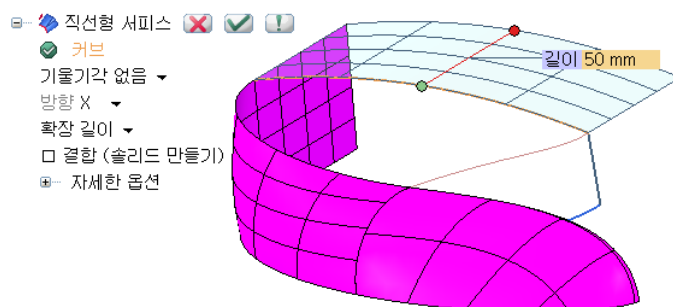 직선형 서피스
커브
기울기각 없음
방향 X
확장 길이
결합 (솔리드 만들기)
자세한 옵션
길이 50 mm